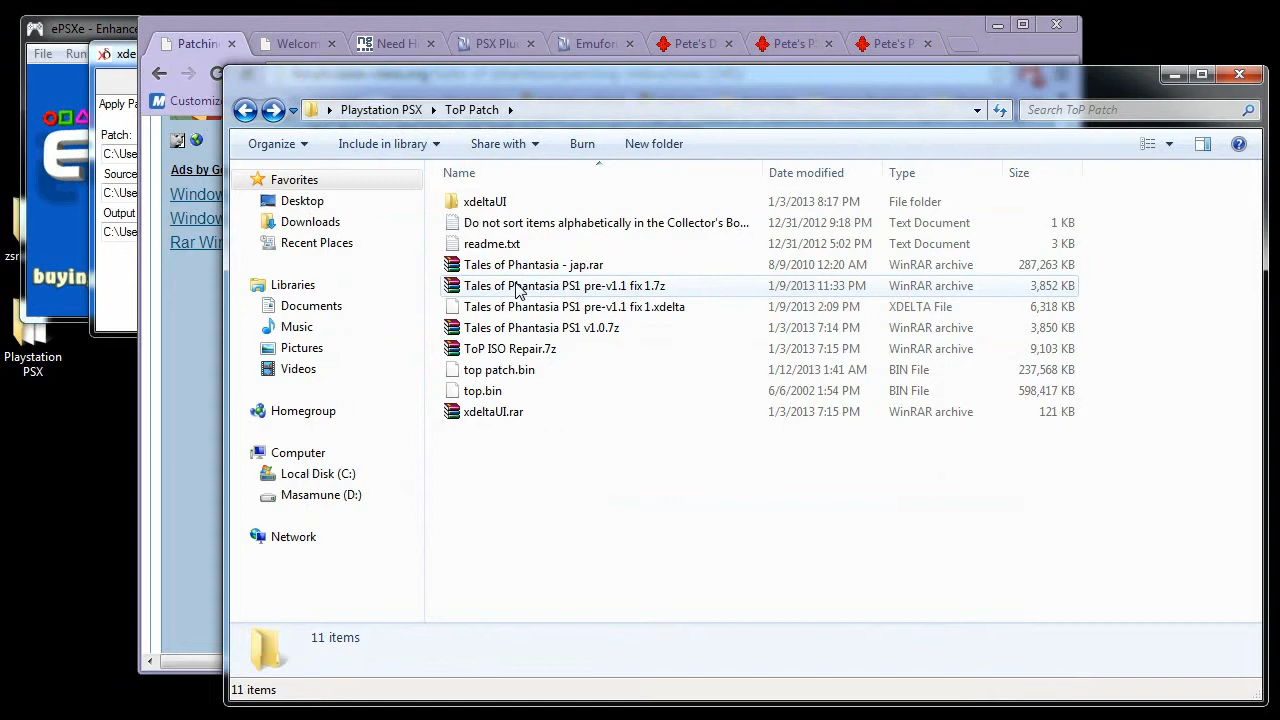 ePSXe - Enhanc
File Run
xde
Apply Pa
Patch:
C:\Use
Source
C:\Use
Output
C:\Use
buying
zsr
Playstation
PSX
Patching
Welcom
Need H
PSX Plu
Emufor
Pete's D
Pete's P
Pete's P
Customize
Ads by Go
Window
Window
Rar Win
Playstation PSX
ToP Patch
Search ToP Patch
Organize Include in library Share with Burn New folder
Name Date modified Type Size
Favorites
Desktop
Downloads
Recent Places
Libraries
Documents
Music
Pictures
Videos
Homegroup
Computer
Local Disk (C:)
Masamune (D:)
Network
xdeltaUI 1/3/2013 8:17 PM File folder
Do not sort items alphabetically in the Collector's Bo... 12/31/2012 9:18 PM Text Document 1 KB
readme.txt 12/31/2012 5:02 PM Text Document 3 KB
Tales of Phantasia - jap.rar 8/9/2010 12:20 AM WinRAR archive 287,263 KB
Tales of Phantasia PS1 pre-v1.1 fix1.7z 1/9/2013 11:33 PM WinRAR archive 3,852 KB
Tales of Phantasia PS1 pre-v1.1 fix1.xdelta 1/9/2013 2:09 PM XDELTA File 6,318 KB
Tales of Phantasia PS1 v1.0.7z 1/3/2013 7:14 PM WinRAR archive 3,850 KB
ToP ISO Repair.7z 1/3/2013 7:15 PM WinRAR archive 9,103 KB
top patch.bin 1/12/2013 1:41 AM BIN File 237,568 KB
top.bin 6/6/2002 1:54 PM BIN File 598,417 KB
xdeltaUI.rar 1/3/2013 7:15 PM WinRAR archive 121 KB
11 items
11 items